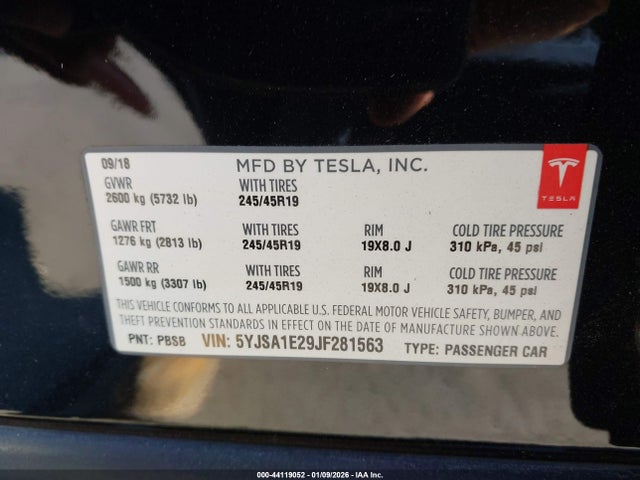 09/18 MFD BY TESLA, INC.
GVWR WITH TIRES
2600 kg (5732 lb) 245/45R19
TESLA
GAWR FRT WITH TIRES RIM COLD TIRE PRESSURE
1276 kg (2813 lb) 245/45R19 19X8.0 J 310 kPa, 45 psi
GAWR RR WITH TIRES RIM COLD TIRE PRESSURE
1500 kg (3307 lb) 245/45R19 19X8.0 J 310 kPa, 45 psi
THIS VEHICLE CONFORMS TO ALL APPLICABLE U.S. FEDERAL MOTOR VEHICLE SAFETY, BUMPER, AND
THEFT PREVENTION STANDARDS IN EFFECT ON THE DATE OF MANUFACTURE SHOWN ABOVE.
PNT: PBSB VIN: 5YJSA1E29JF281563 TYPE: PASSENGER CAR
000-44119052 | 01/09/2026 - IAA Inc.